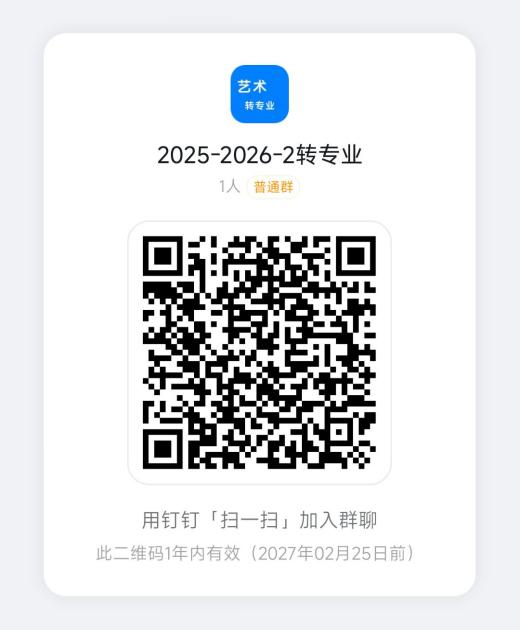 艺术
转专业
2025-2026-2转专业
1人 普通群
用钉钉「扫一扫」加入群聊
此二维码1年内有效（2027年02月25日前）